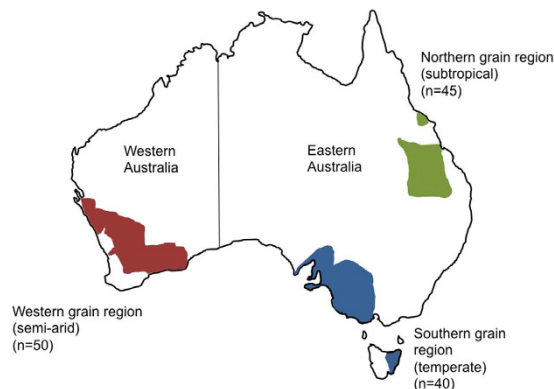 Northern grain region
(subtropical)
(n=45)
Western
Australia
Eastern
Australia
Western grain region
(semi-arid)
(n=50)
Southern grain
region
(temperate)
(n=40)